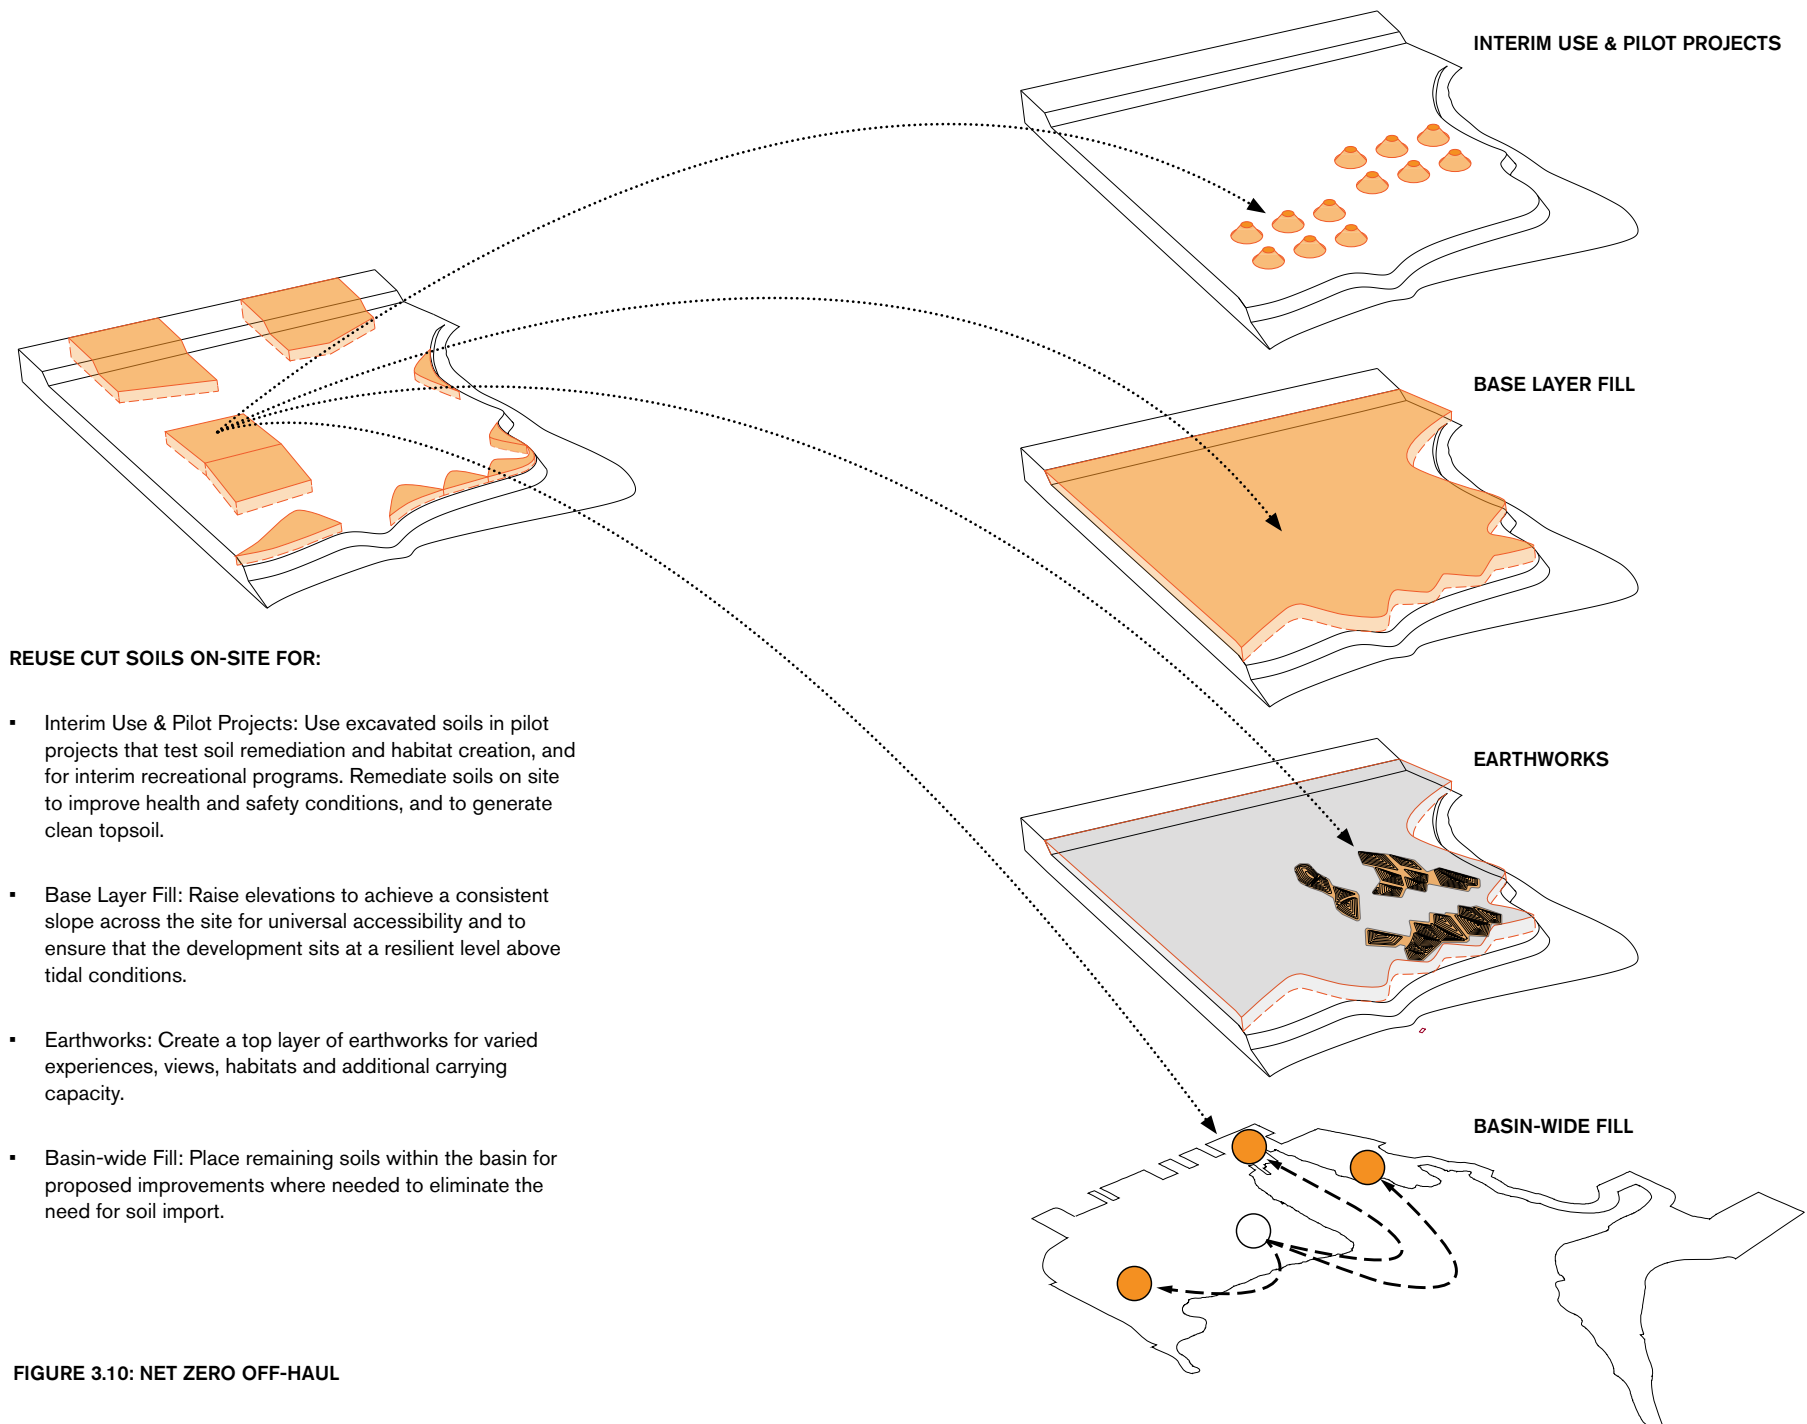 INTERIM USE & PILOT PROJECTS
BASE LAYER FILL
REUSE CUT SOILS ON-SITE FOR:
▪ Interim Use & Pilot Projects: Use excavated soils in pilot
projects that test soil remediation and habitat creation, and
for interim recreational programs. Remediate soils on site
to improve health and safety conditions, and to generate
clean topsoil.
▪ Base Layer Fill: Raise elevations to achieve a consistent
slope across the site for universal accessibility and to
ensure that the development sits at a resilient level above
tidal conditions.
▪ Earthworks: Create a top layer of earthworks for varied
experiences, views, habitats and additional carrying
capacity.
▪ Basin-wide Fill: Place remaining soils within the basin for
proposed improvements where needed to eliminate the
need for soil import.
EARTHWORKS
BASIN-WIDE FILL
FIGURE 3.10: NET ZERO OFF-HAUL